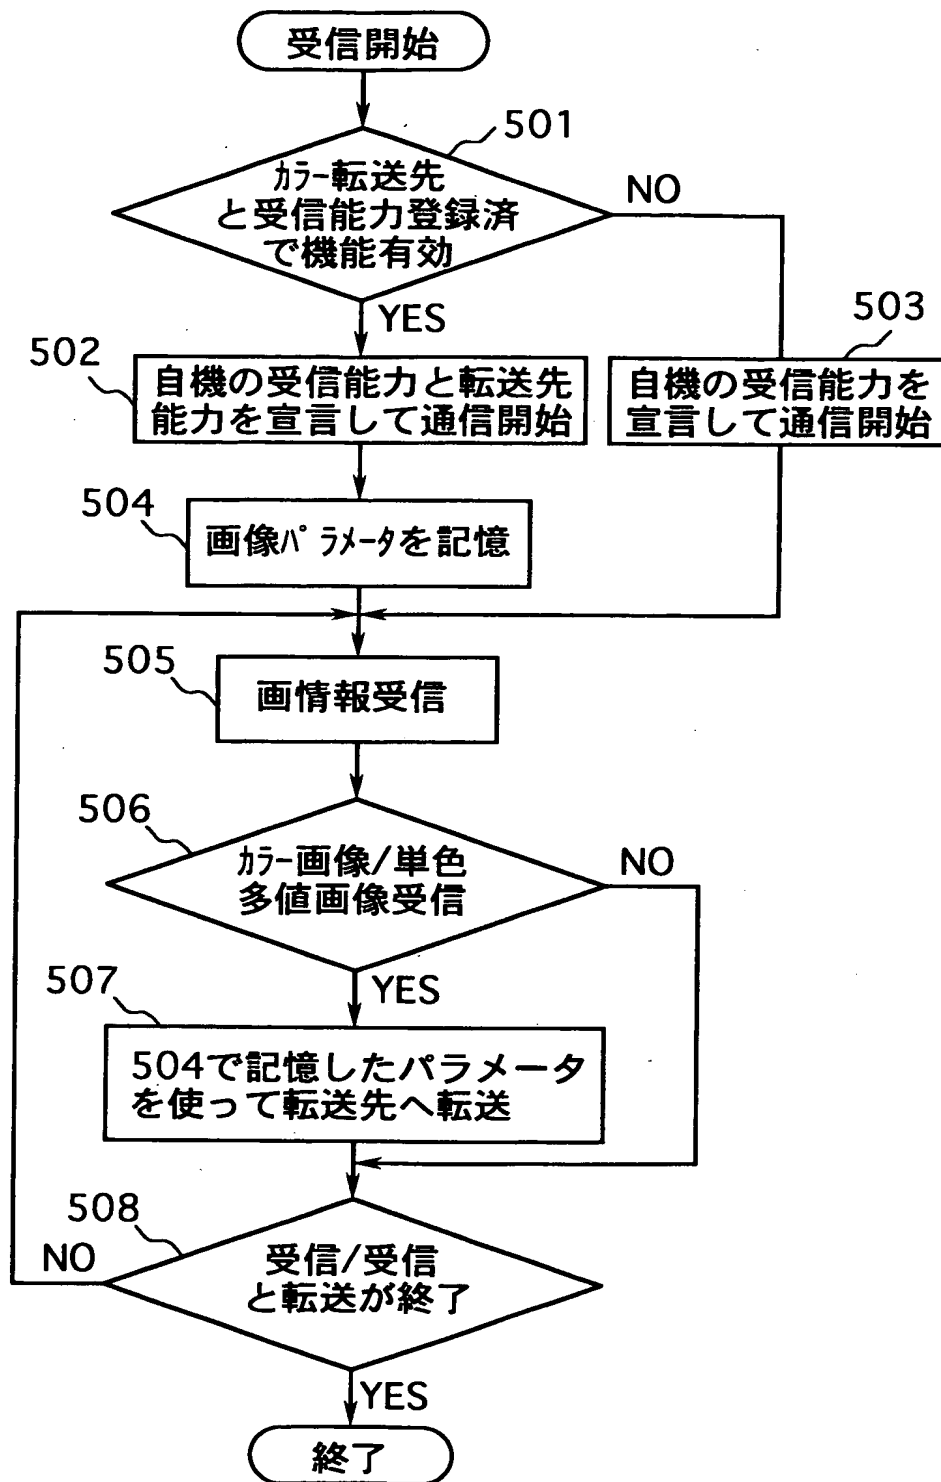 受信開始
501
カラー転送先
と受信能力登録済
で機能有効
NO
YES
502
自機の受信能力と転送先
能力を宣言して通信開始
503
自機の受信能力を
宣言して通信開始
504
画像パラメータを記憶
505
画情報受信
506
カラー画像/単色
多値画像受信
NO
YES
507
504で記憶したパラメータ
を使って転送先へ転送
508
NO
受信/受信
と転送が終了
YES
終了